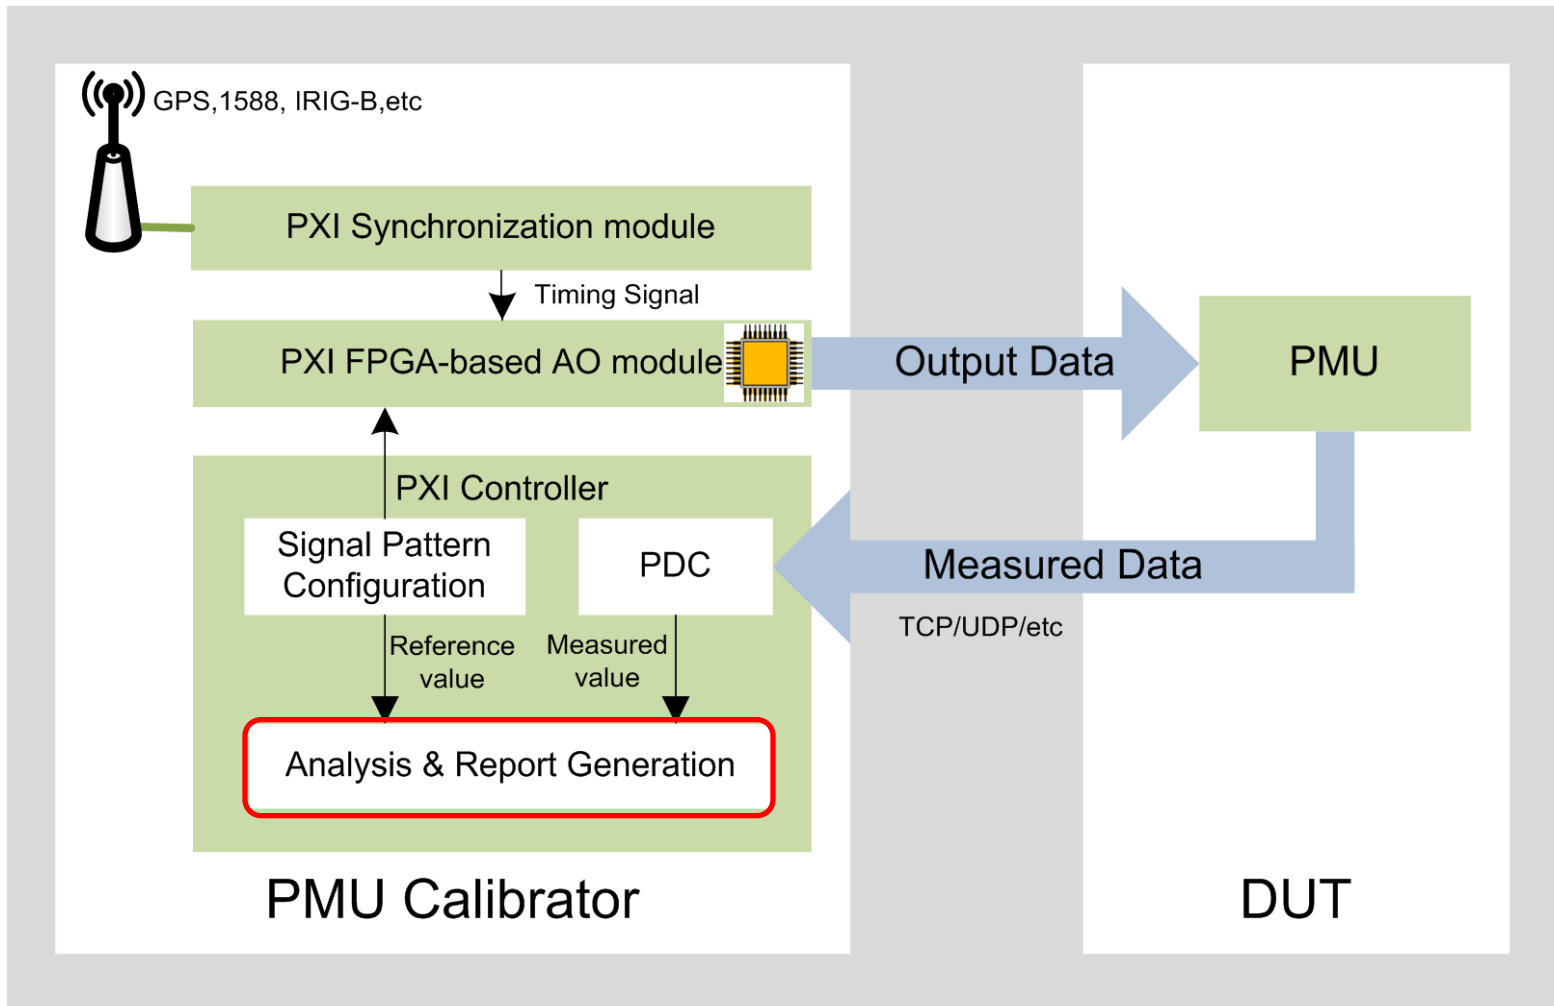 GPS,1588, IRIG-B,etc
PXI Synchronization module
Timing Signal
PXI FPGA-based AO module
Output Data
PMU
PXI Controller
Signal Pattern
Configuration
PDC
Measured Data
TCP/UDP/etc
Reference
value
Measured
value
Analysis & Report Generation
PMU Calibrator
DUT